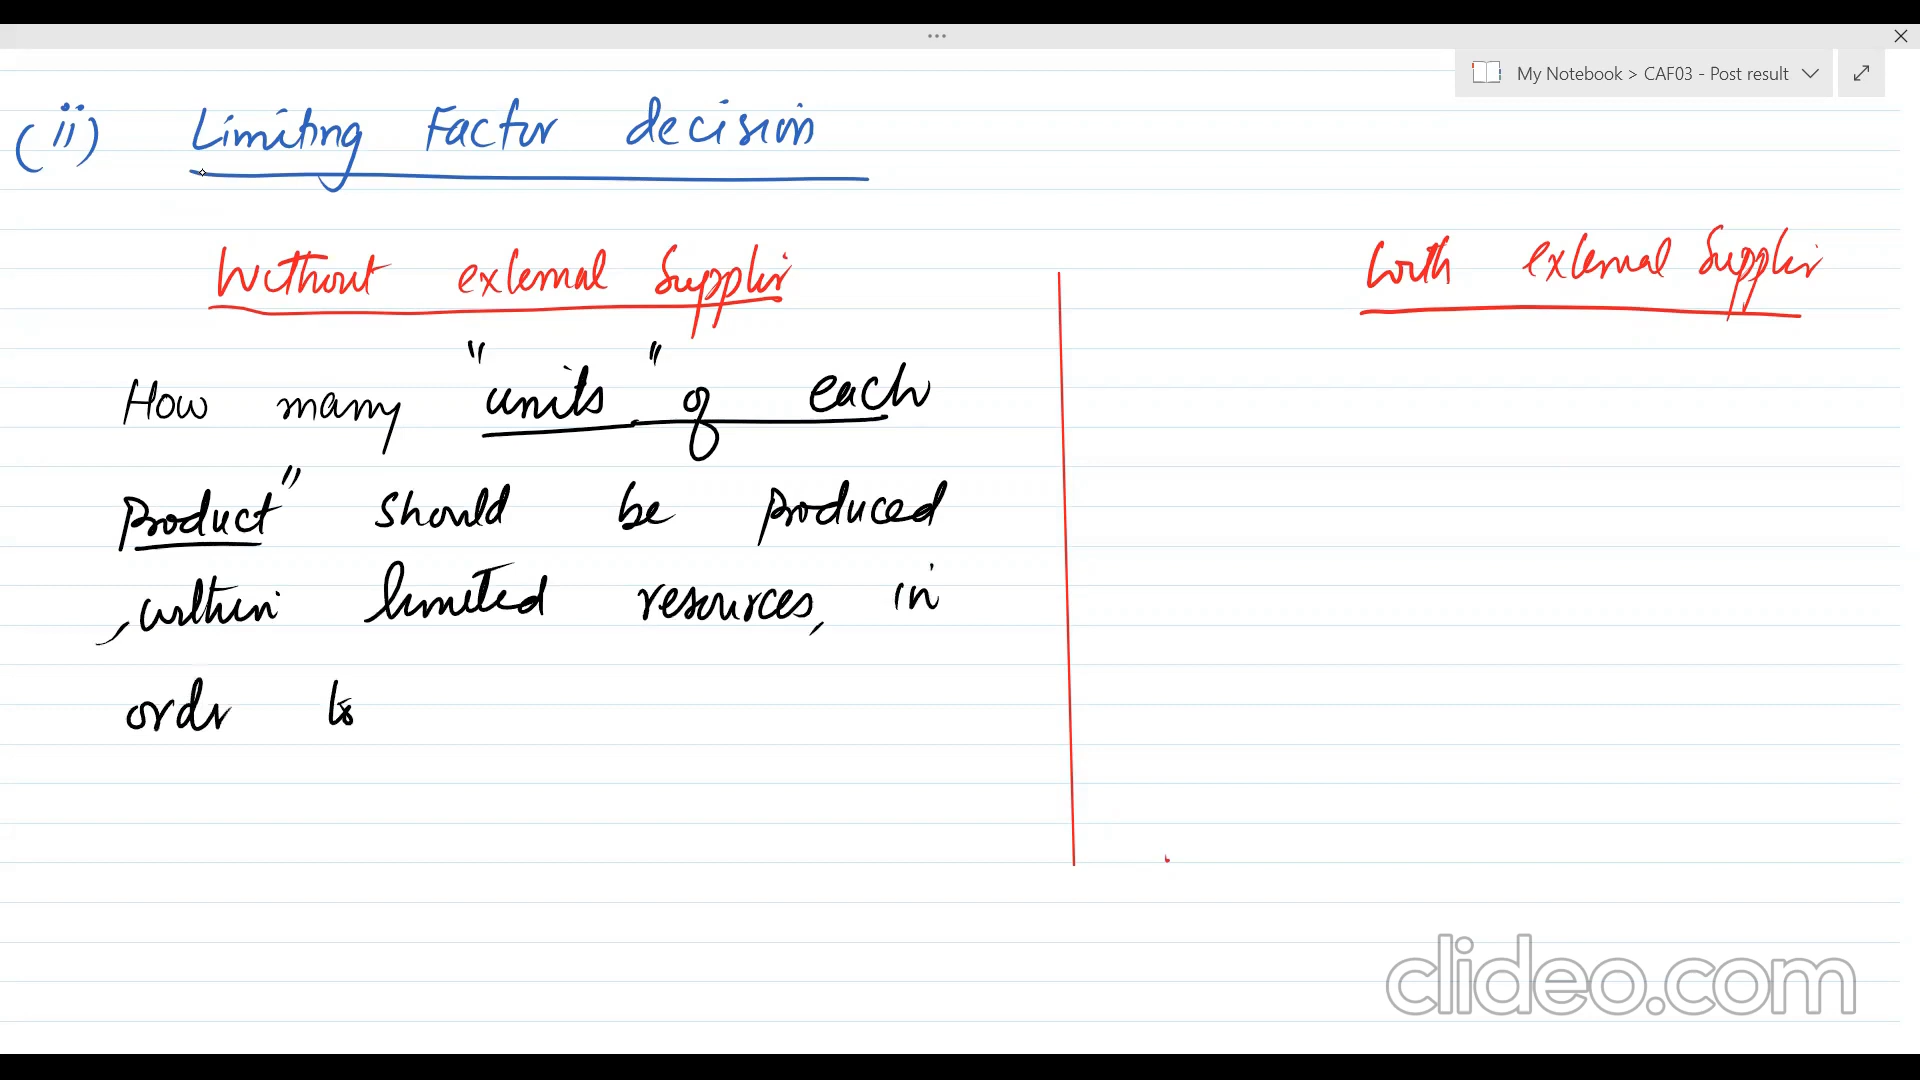 My Notebook > CAF03 - Post result
(ii) Limiting Factor decision
Without external Supplier
With external Supplier
How many "units" of each
Product" should be produced
, within limited resources, in
order to
clideo.com